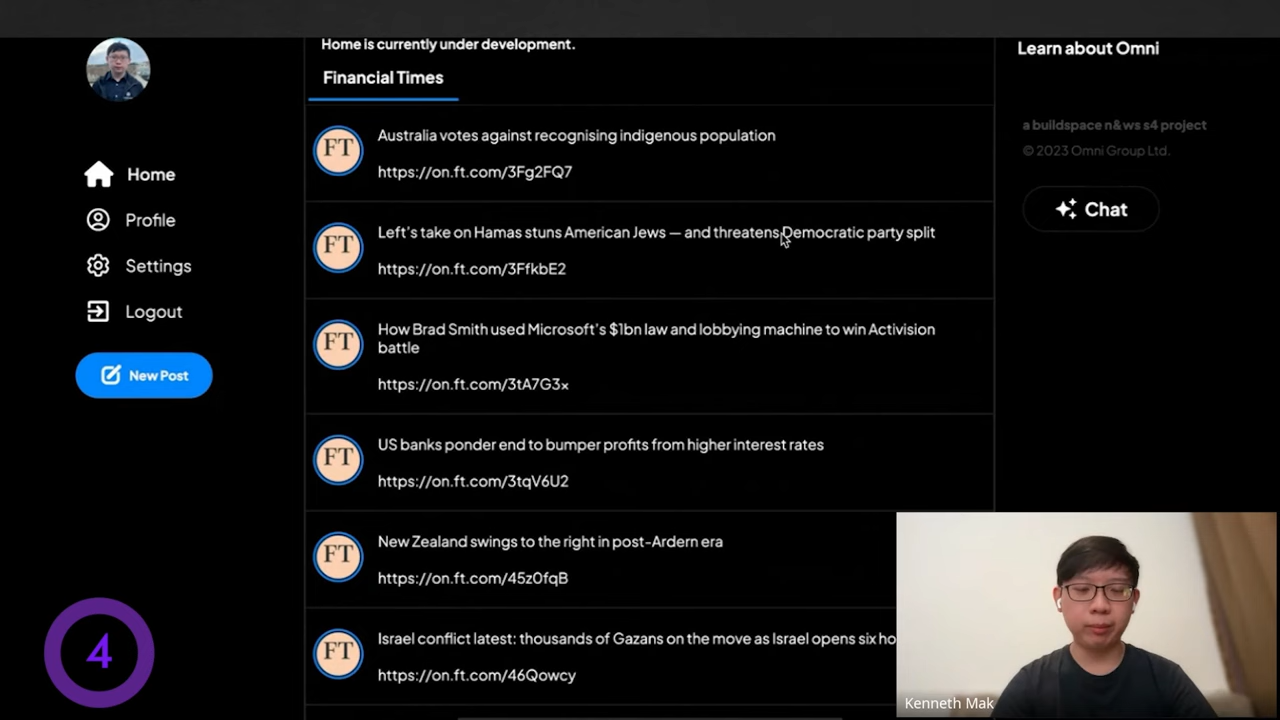 Home is currently under development.
Learn about Omni
Financial Times
FT
Australia votes against recognising indigenous population
https://on.ft.com/3Fg2FQ7
a buildspace n&ws s4 project
© 2023 Omni Group Ltd.
Chat
Home
Profile
Settings
Logout
New Post
FT
Left's take on Hamas stuns American Jews — and threatens Democratic party split
https://on.ft.com/3FfkbE2
FT
How Brad Smith used Microsoft's $1bn law and lobbying machine to win Activision
battle
https://on.ft.com/3tA7G3x
FT
US banks ponder end to bumper profits from higher interest rates
https://on.ft.com/3tqV6U2
FT
New Zealand swings to the right in post-Ardern era
https://on.ft.com/45z0fqB
FT
Israel conflict latest: thousands of Gazans on the move as Israel opens six ho
https://on.ft.com/46Qowcy
4
Kenneth Mak